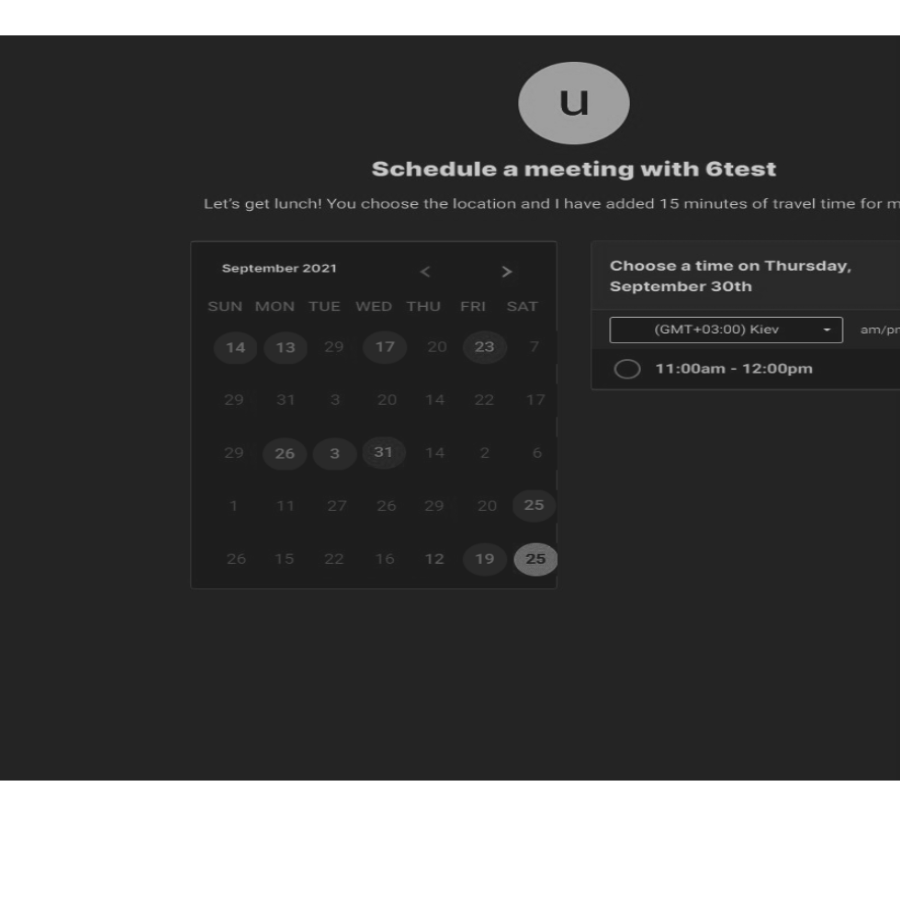 u
Schedule a meeting with 6test
Let's get lunch! You choose the location and I have added 15 minutes of travel time for m
September 2021 < >
SUN MON TUE WED THU FRI SAT
14 13 29 17 20 23 7
29 31 3 20 14 22 17
29 26 3 31 14 2 6
1 11 27 26 29 20 25
26 15 22 16 12 19 25
Choose a time on Thursday,
September 30th
(GMT+03:00) Kiev am/pr
11:00am - 12:00pm